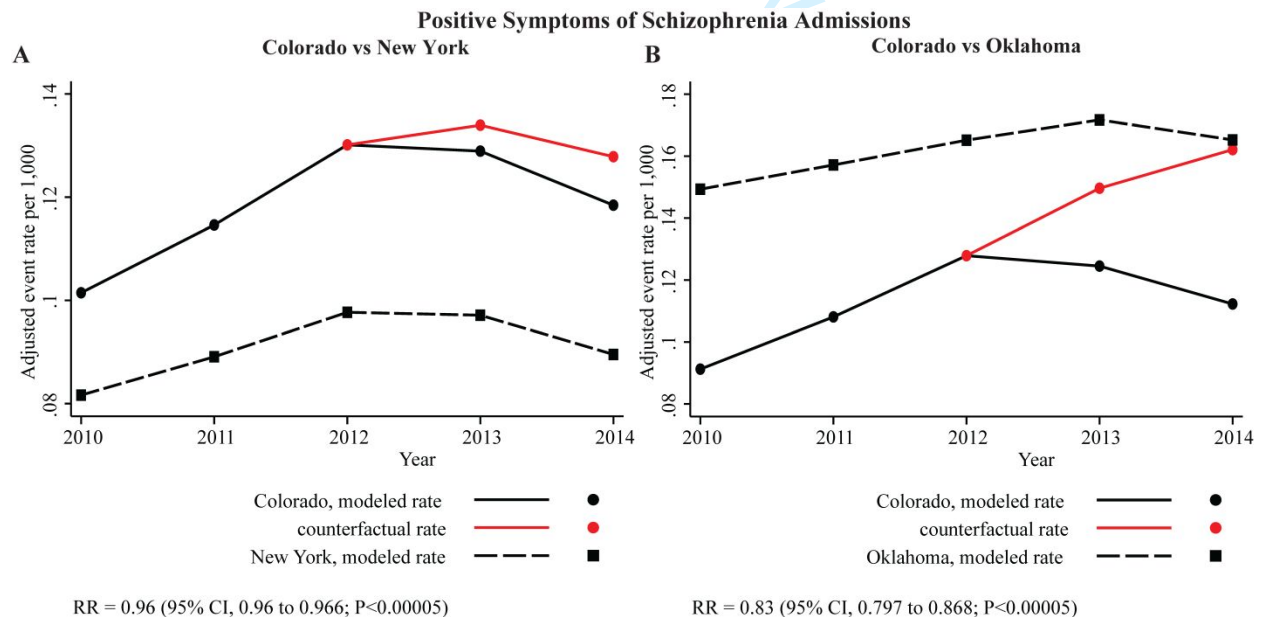 Positive Symptoms of Schizophrenia Admissions
A
Colorado vs New York
Adjusted event rate per 1,000
.14
.12
.1
.08
2010 2011 2012 2013 2014
Year
Colorado, modeled rate
counterfactual rate
New York, modeled rate
RR = 0.96 (95% CI, 0.96 to 0.966; P<0.00005)
B
Colorado vs Oklahoma
Adjusted event rate per 1,000
.18
.16
.14
.12
.1
.08
2010 2011 2012 2013 2014
Year
Colorado, modeled rate
counterfactual rate
Oklahoma, modeled rate
RR = 0.83 (95% CI, 0.797 to 0.868; P<0.00005)